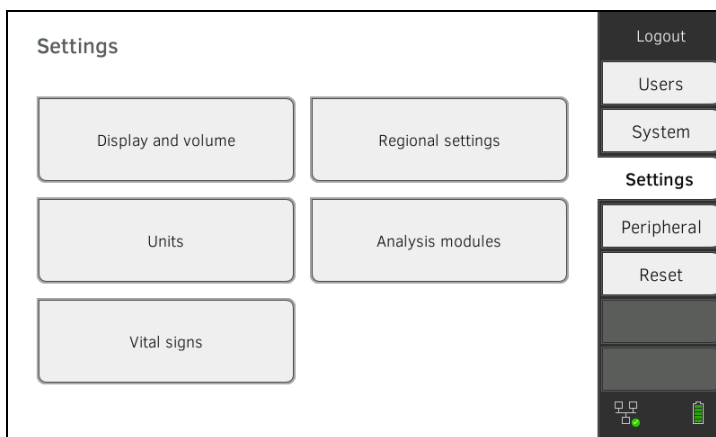 Settings
Display and volume
Regional settings
Units
Analysis modules
Vital signs
Logout
Users
System
Settings
Peripheral
Reset